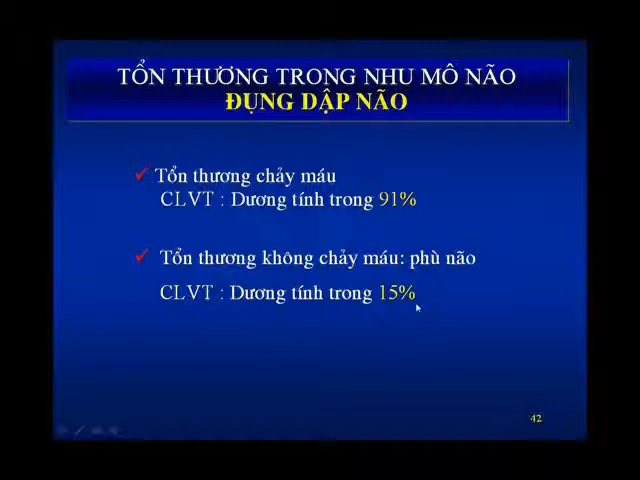 TỔN THƯƠNG TRONG NHU MÔ NÃO
ĐỤNG DẬP NÃO
Tổn thương chảy máu
CLVT : Dương tính trong 91%
Tổn thương không chảy máu: phù não
CLVT : Dương tính trong 15%
42